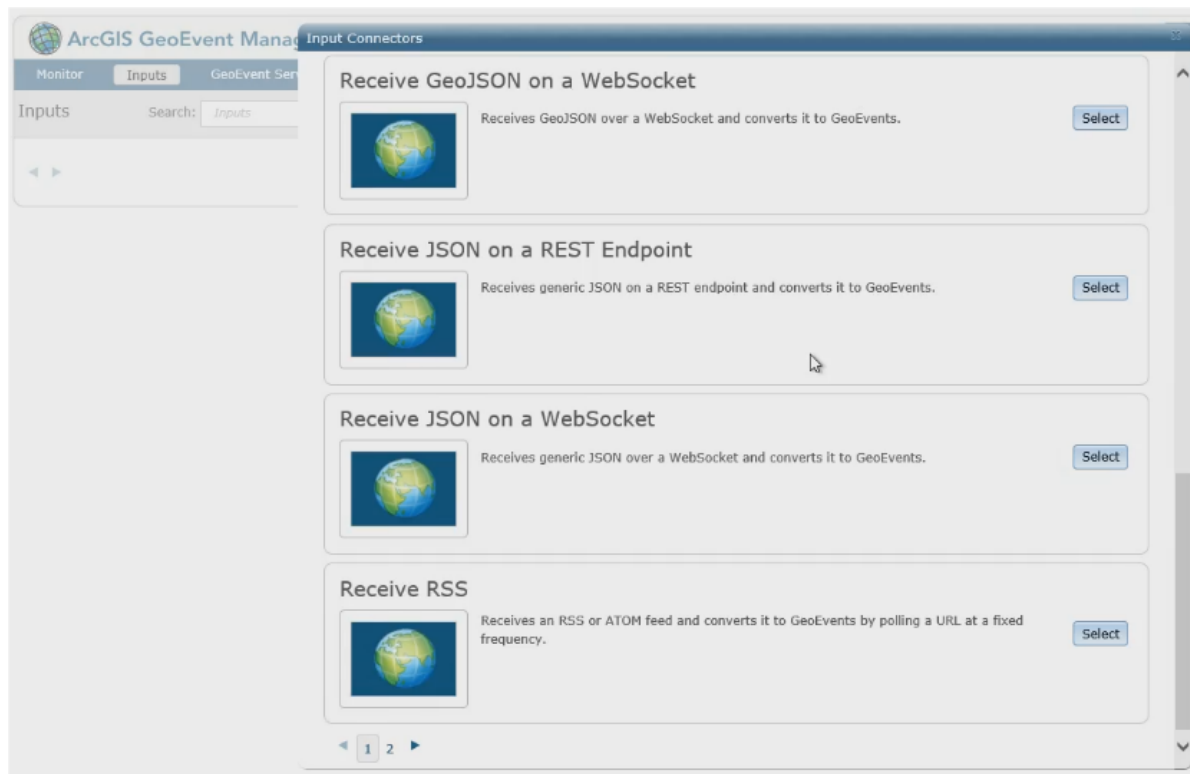 ArcGIS GeoEvent Manag
Input Connectors
Monitor
Inputs
GeoEvent Ser
Inputs
Search:
Inputs
Receive GeoJSON on a WebSocket
Receives GeoJSON over a WebSocket and converts it to GeoEvents.
Select
Receive JSON on a REST Endpoint
Receives generic JSON on a REST endpoint and converts it to GeoEvents.
Select
Receive JSON on a WebSocket
Receives generic JSON over a WebSocket and converts it to GeoEvents.
Select
Receive RSS
Receives an RSS or ATOM feed and converts it to GeoEvents by polling a URL at a fixed
frequency.
Select
1 2